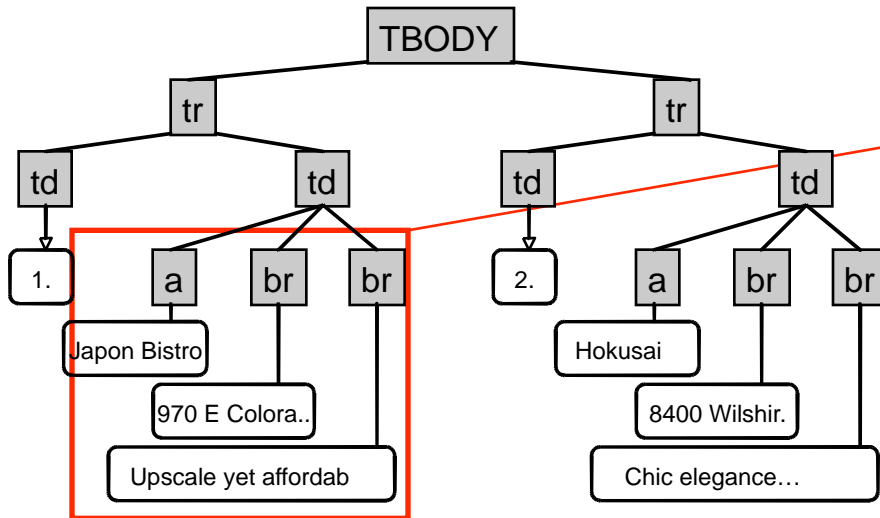 TBODY
tr tr
td td td td
1. a br br 2. a br br
Japon Bistro Hokusai
970 E Colora.. 8400 Wilshir.
Upscale yet affordab Chic elegance…